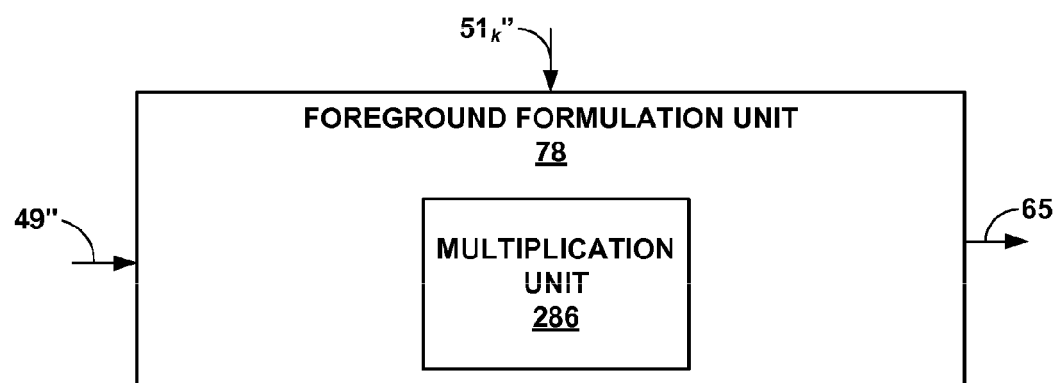 51k"
FOREGROUND FORMULATION UNIT
78
49"
65
MULTIPLICATION
UNIT
286